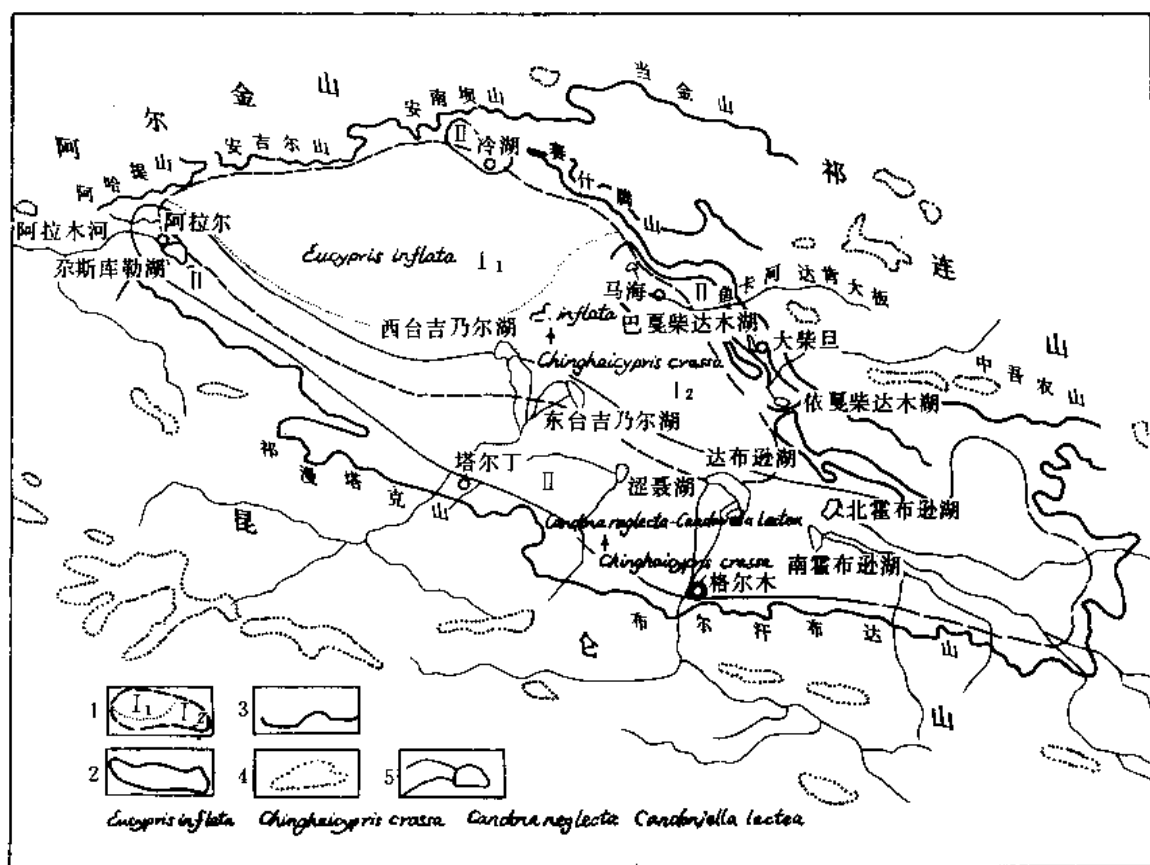 阿尔金山
当金山
安南坝山
安吉尔山
阿哈提山
II
冷湖
赛什腾山
祁连山
阿拉木河
阿拉尔
尕斯库勒湖
II
Eucypris inflata I₁
马海
II
鱼卡河
达肯大板
巴戛柴达木湖
大柴旦
西台吉乃尔湖
E. inflata
↑
Chinghaicypris crassa
I₂
中吾农山
依戛柴达木湖
东台吉乃尔湖
达布逊湖
祁漫塔克山
塔尔丁
II
涩聂湖
北霍布逊湖
Candona neglecta-Candoniella lactea
↑
Chinghaicypris crassa
南霍布逊湖
格尔木
布尔汗布达山
昆仑山
1 I₁ I₂
3
2
4
5
Eucypris inflata Chinghaicypris crassa Candona neglecta Candoniella lactea